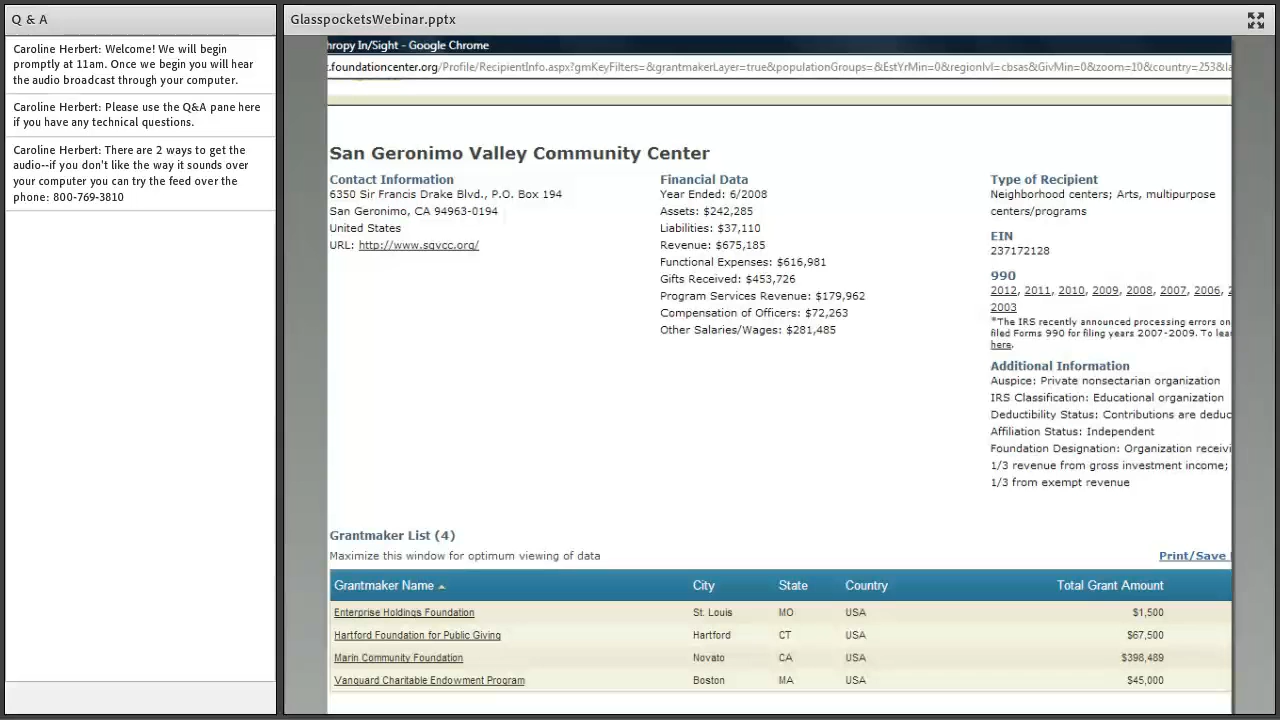 Q & A
Caroline Herbert: Welcome! We will begin
promptly at 11am. Once we begin you will hear
the audio broadcast through your computer.
Caroline Herbert: Please use the Q&A pane here
if you have any technical questions.
Caroline Herbert: There are 2 ways to get the
audio--if you don't like the way it sounds over
your computer you can try the feed over the
phone: 800-769-3810
GlasspocketsWebinar.pptx
hropy In/Sight - Google Chrome
.foundationcenter.org/Profile/RecipientInfo.aspx?gmKeyFilters=&grantmakerLayer=true&populationGroups=&EstYrMin=0&regionlvl=cbsas&GivMin=0&zoom=10&country=253&la
San Geronimo Valley Community Center
Contact Information
6350 Sir Francis Drake Blvd., P.O. Box 194
San Geronimo, CA 94963-0194
United States
URL: http://www.sgvcc.org/
Financial Data
Year Ended: 6/2008
Assets: $242,285
Liabilities: $37,110
Revenue: $675,185
Functional Expenses: $616,981
Gifts Received: $453,726
Program Services Revenue: $179,962
Compensation of Officers: $72,263
Other Salaries/Wages: $281,485
Type of Recipient
Neighborhood centers; Arts, multipurpose
centers/programs
EIN
237172128
990
2012, 2011, 2010, 2009, 2008, 2007, 2006, 2
2003
*The IRS recently announced processing errors on
filed Forms 990 for filing years 2007-2009. To lea
here.
Additional Information
Auspice: Private nonsectarian organization
IRS Classification: Educational organization
Deductibility Status: Contributions are deduc
Affiliation Status: Independent
Foundation Designation: Organization receivi
1/3 revenue from gross investment income;
1/3 from exempt revenue
Grantmaker List (4)
Maximize this window for optimum viewing of data
Print/Save
Grantmaker Name City State Country Total Grant Amount
Enterprise Holdings Foundation St. Louis MO USA $1,500
Hartford Foundation for Public Giving Hartford CT USA $67,500
Marin Community Foundation Novato CA USA $398,489
Vanguard Charitable Endowment Program Boston MA USA $45,000